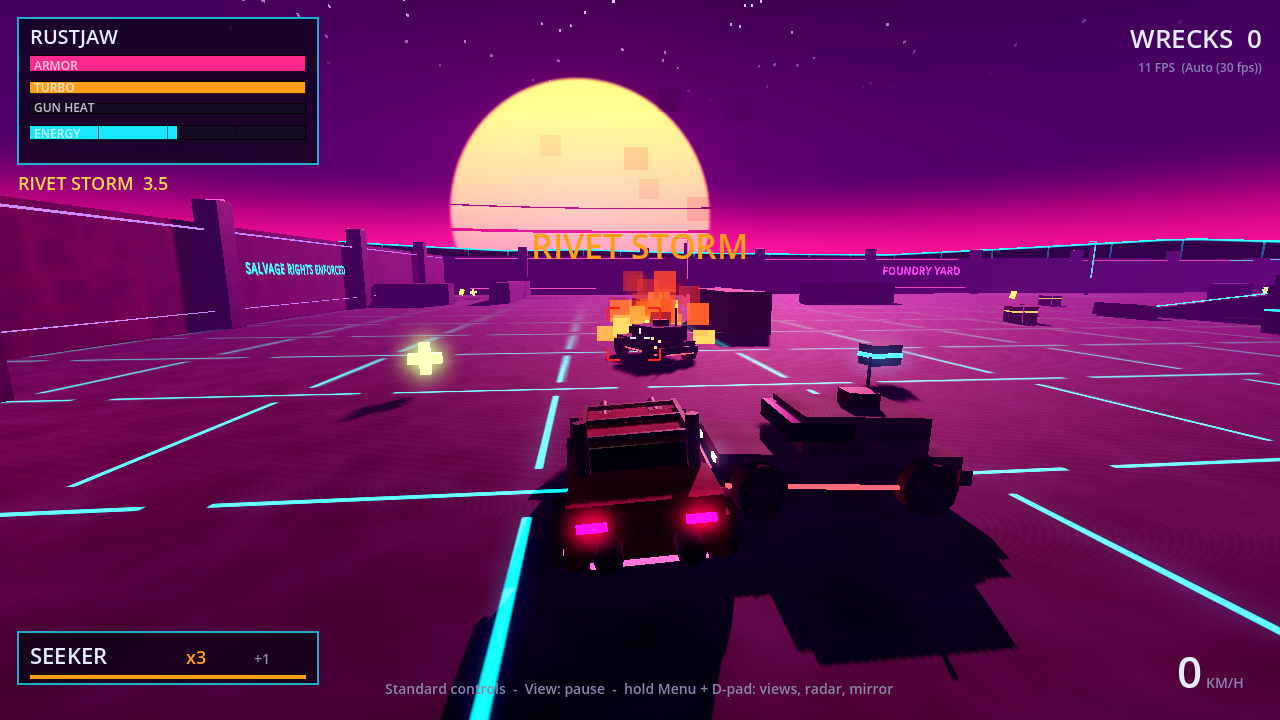 RUSTJAW
ARMOR
TURBO
GUN HEAT
ENERGY
RIVET STORM 3.5
WRECKS 0
11 FPS (Auto (30 fps))
RIVET STORM
SALVAGE RIGHTS ENFORCED
FOUNDRY YARD
SEEKER x3 +1
Standard controls - View: pause - hold Menu + D-pad: views, radar, mirror
0 KM/H